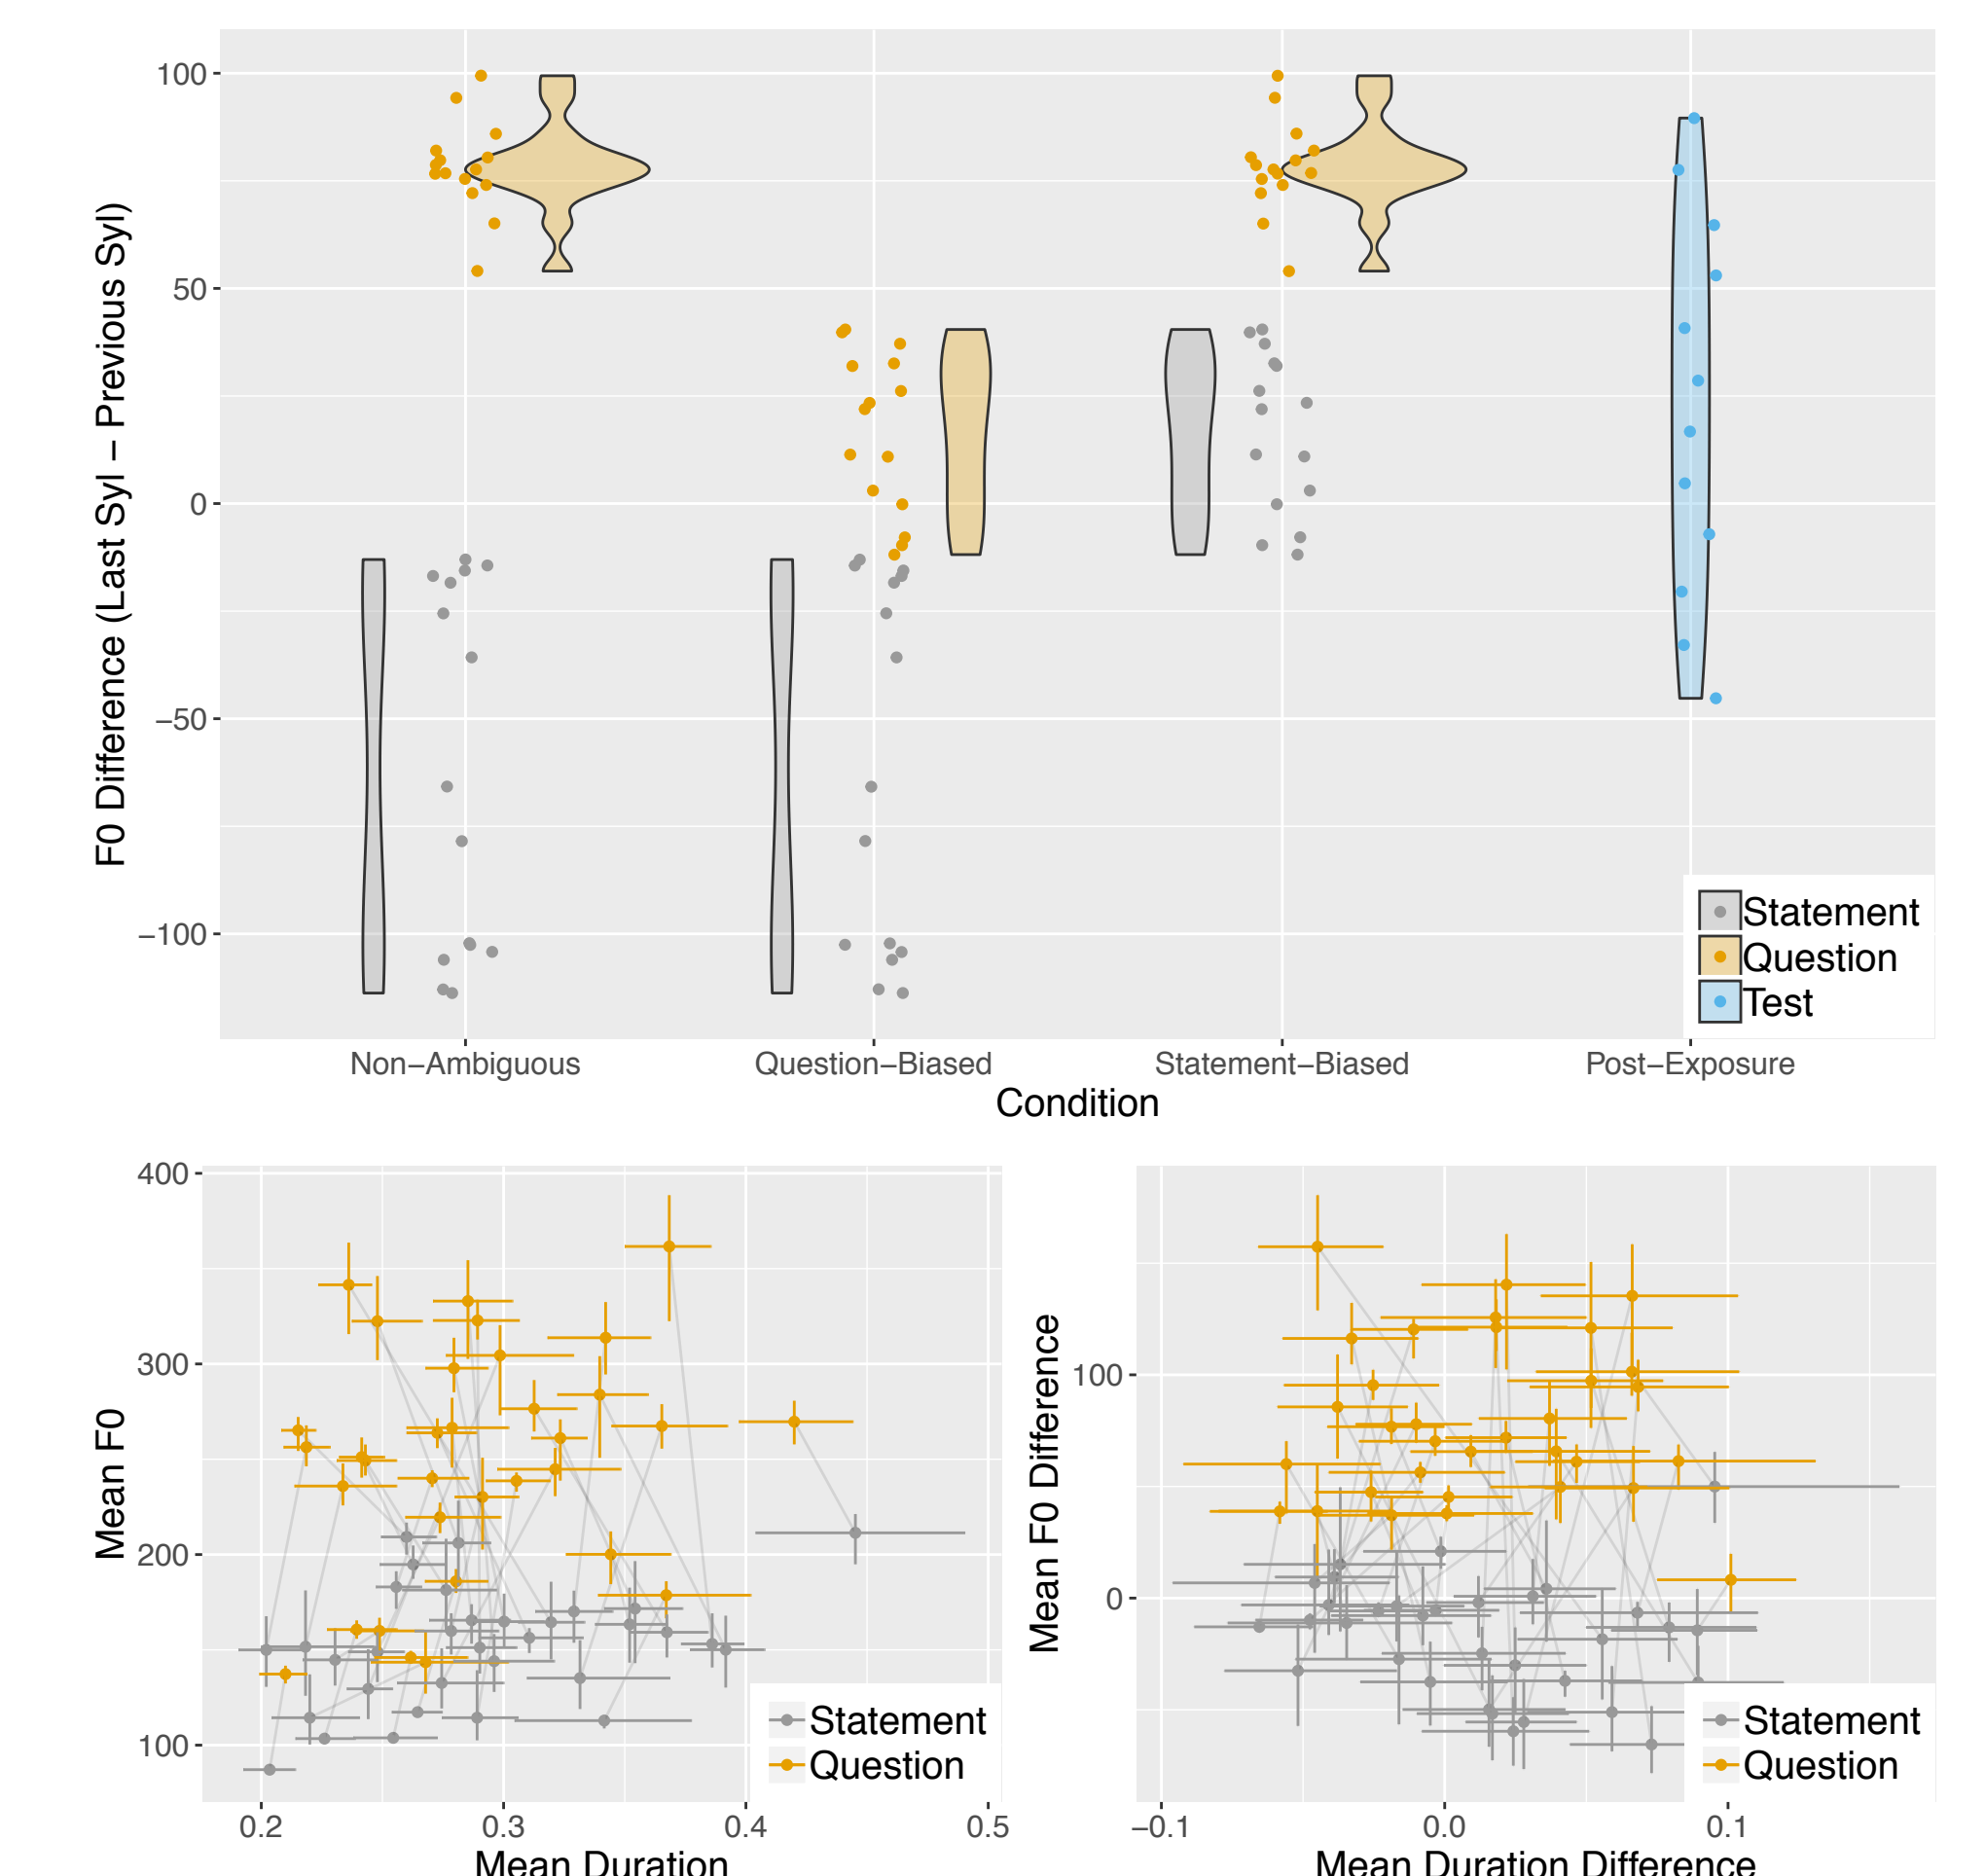 F0 Difference (Last Syl − Previous Syl)
100
50
0
−50
−100
Statement
Question
Test
Non−Ambiguous Question−Biased Statement−Biased Post−Exposure
Condition
Mean F0
400
300
200
100
Statement
Question
0.2 0.3 0.4 0.5
Mean Duration
Mean F0 Difference
100
0
Statement
Question
−0.1 0.0 0.1
Mean Duration Difference